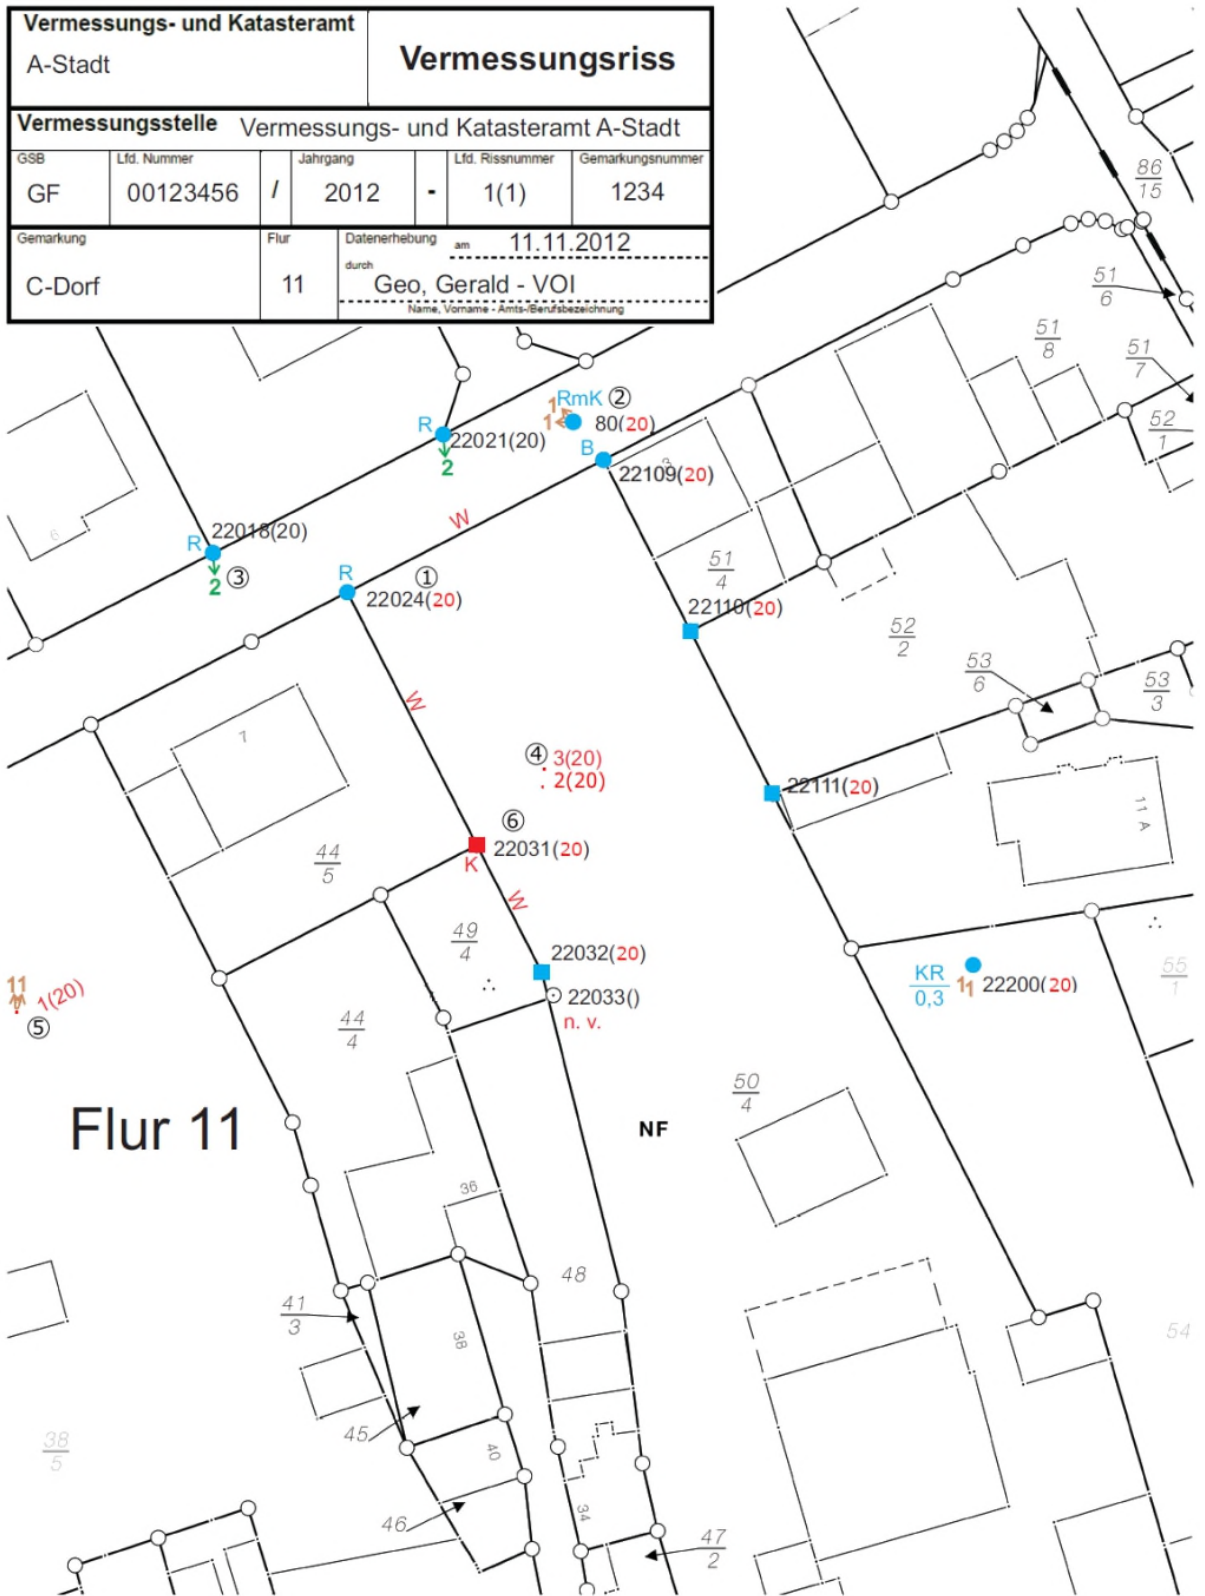 Vermessungs- und Katasteramt
A-Stadt
Vermessungsriss
Vermessungsstelle Vermessungs- und Katasteramt A-Stadt
GSB Lfd. Nummer Jahrgang Lfd. Rissnummer Gemarkungsnummer
GF 00123456 / 2012 - 1(1) 1234
Gemarkung Flur Datenerhebung am 11.11.2012
C-Dorf 11 durch Geo, Gerald - VOI
Name, Vorname - Amts-/Berufsbezeichnung
86
15
51
6
51
8
51
7
52
1
RmK ②
1
1 80(20)
R 22021(20)
2
B
22109(20)
3
W
6
22018(20)
R
2 ③
R ①
22024(20)
51
4
22110(20)
52
2
53
6
53
3
W
7
④ 3(20)
2(20)
22111(20)
11 A
⑥
22031(20)
K
44
5
W
49
4
22032(20)
22033()
n. v.
KR
0,3
11 22200(20)
55
1
11
1(20)
⑤
44
4
Flur 11
50
4
NF
36
48
41
3
38
54
45
38
5
40
46
34
47
2